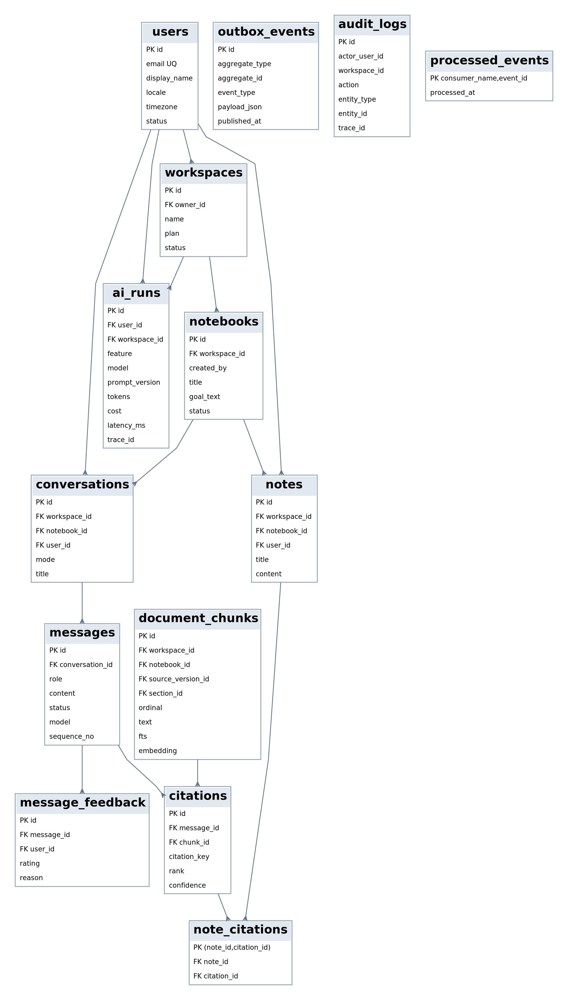 users
PK id
email UQ
display_name
locale
timezone
status
outbox_events
PK id
aggregate_type
aggregate_id
event_type
payload_json
published_at
audit_logs
PK id
actor_user_id
workspace_id
action
entity_type
entity_id
trace_id
processed_events
PK consumer_name,event_id
processed_at
workspaces
PK id
FK owner_id
name
plan
status
ai_runs
PK id
FK user_id
FK workspace_id
feature
model
prompt_version
tokens
cost
latency_ms
trace_id
notebooks
PK id
FK workspace_id
created_by
title
goal_text
status
conversations
PK id
FK workspace_id
FK notebook_id
FK user_id
mode
title
notes
PK id
FK workspace_id
FK notebook_id
FK user_id
title
content
messages
PK id
FK conversation_id
role
content
status
model
sequence_no
document_chunks
PK id
FK workspace_id
FK notebook_id
FK source_version_id
FK section_id
ordinal
text
fts
embedding
message_feedback
PK id
FK message_id
FK user_id
rating
reason
citations
PK id
FK message_id
FK chunk_id
citation_key
rank
confidence
note_citations
PK (note_id,citation_id)
FK note_id
FK citation_id